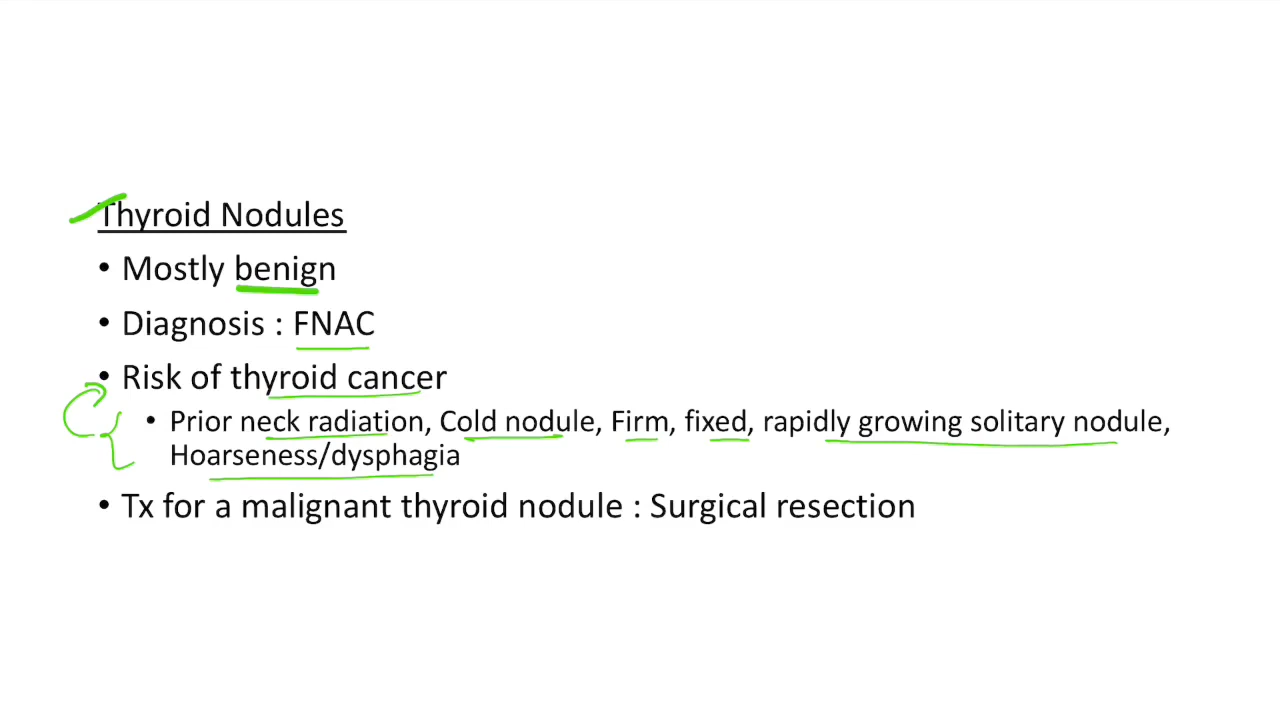 Thyroid Nodules
• Mostly benign
• Diagnosis : FNAC
• Risk of thyroid cancer
• Prior neck radiation, Cold nodule, Firm, fixed, rapidly growing solitary nodule,
Hoarseness/dysphagia
• Tx for a malignant thyroid nodule : Surgical resection